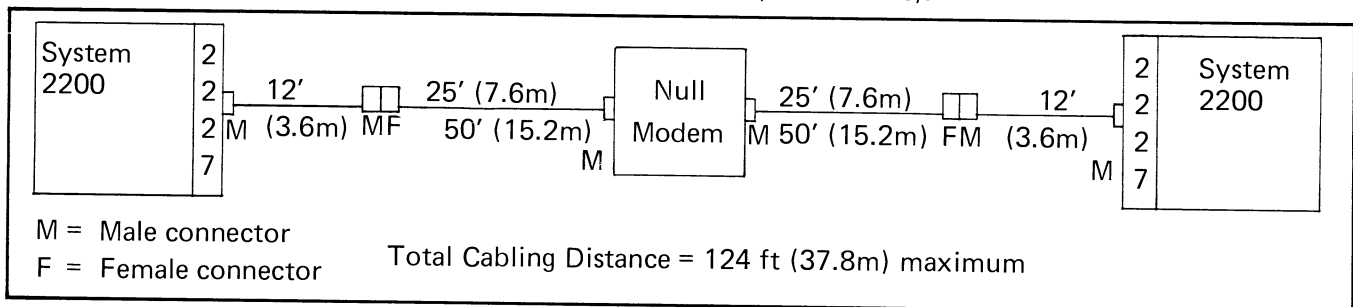 System
2200
2
2
2
7
M
12'
(3.6m)
MF
25' (7.6m)
50' (15.2m)
M
Null
Modem
M
25' (7.6m)
50' (15.2m)
FM
12'
(3.6m)
M
2
2
2
7
System
2200
M = Male connector
F = Female connector
Total Cabling Distance = 124 ft (37.8m) maximum